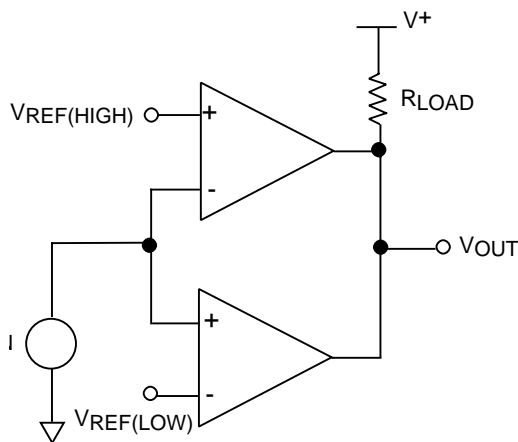 V+
RLOAD
VREF(HIGH)
+
-
VOUT
+
-
VREF(LOW)